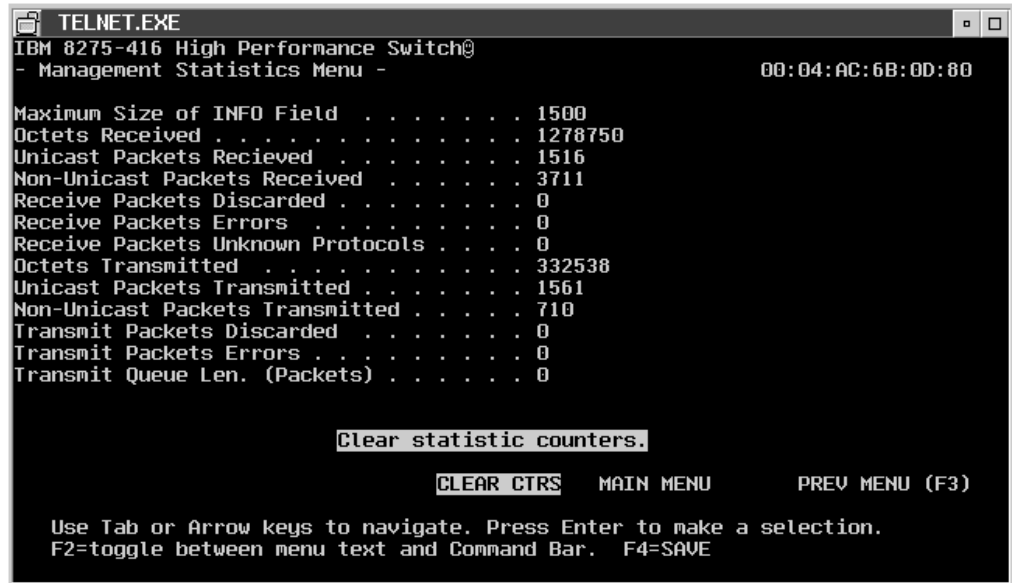 TELNET.EXE
IBM 8275-416 High Performance Switch☺
- Management Statistics Menu - 00:04:AC:6B:0D:80
Maximum Size of INFO Field . . . . . . . 1500
Octets Received . . . . . . . . . . . . . 1278750
Unicast Packets Recieved . . . . . . . . 1516
Non-Unicast Packets Received . . . . . . 3711
Receive Packets Discarded . . . . . . . . 0
Receive Packets Errors . . . . . . . . . 0
Receive Packets Unknown Protocols . . . . 0
Octets Transmitted . . . . . . . . . . . 332538
Unicast Packets Transmitted . . . . . . . 1561
Non-Unicast Packets Transmitted . . . . . 710
Transmit Packets Discarded . . . . . . . 0
Transmit Packets Errors . . . . . . . . . 0
Transmit Queue Len. (Packets) . . . . . . 0
Clear statistic counters.
CLEAR CTRS MAIN MENU PREV MENU (F3)
Use Tab or Arrow keys to navigate. Press Enter to make a selection.
F2=toggle between menu text and Command Bar. F4=SAVE